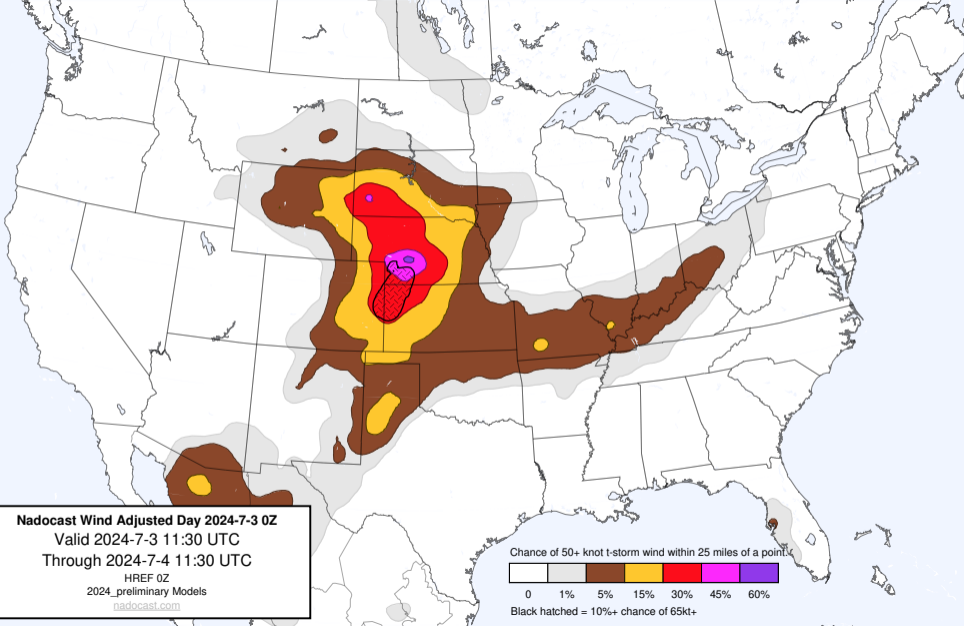 Nadocast Wind Adjusted Day 2024-7-3 0Z
Valid 2024-7-3 11:30 UTC
Through 2024-7-4 11:30 UTC
HREF 0Z
2024_preliminary Models
nadocast.com
Chance of 50+ knot t-storm wind within 25 miles of a point.
0 1% 5% 15% 30% 45% 60%
Black hatched = 10%+ chance of 65kt+